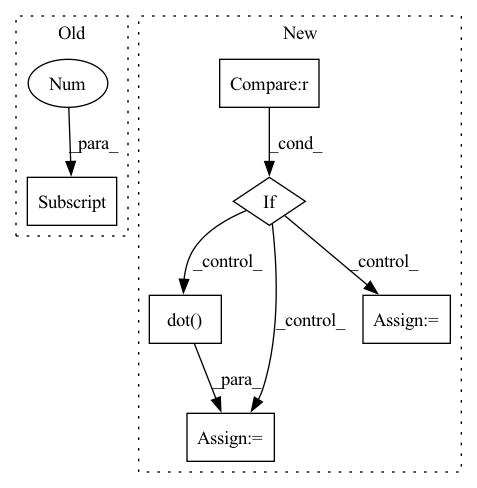 Old
New
Num
Compare:r
_para_
_cond_
Subscript
If
_control_
_control_
_control_
dot()
Assign:=
_para_
Assign:=